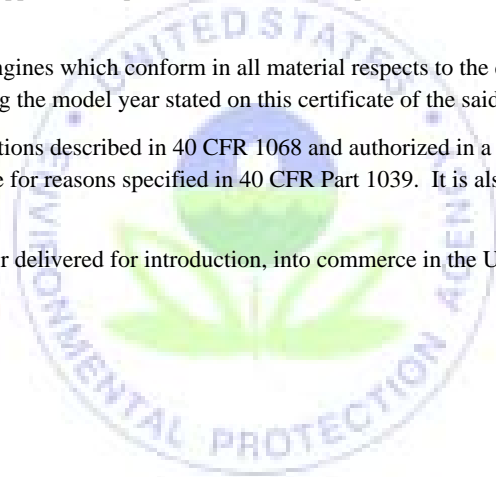 ngines which conform in all material respects to the
g the model year stated on this certificate of the said
tions described in 40 CFR 1068 and authorized in a
e for reasons specified in 40 CFR Part 1039. It is als
r delivered for introduction, into commerce in the U
UNITED STATES
ENVIRONMENTAL PROTECTION AGENCY